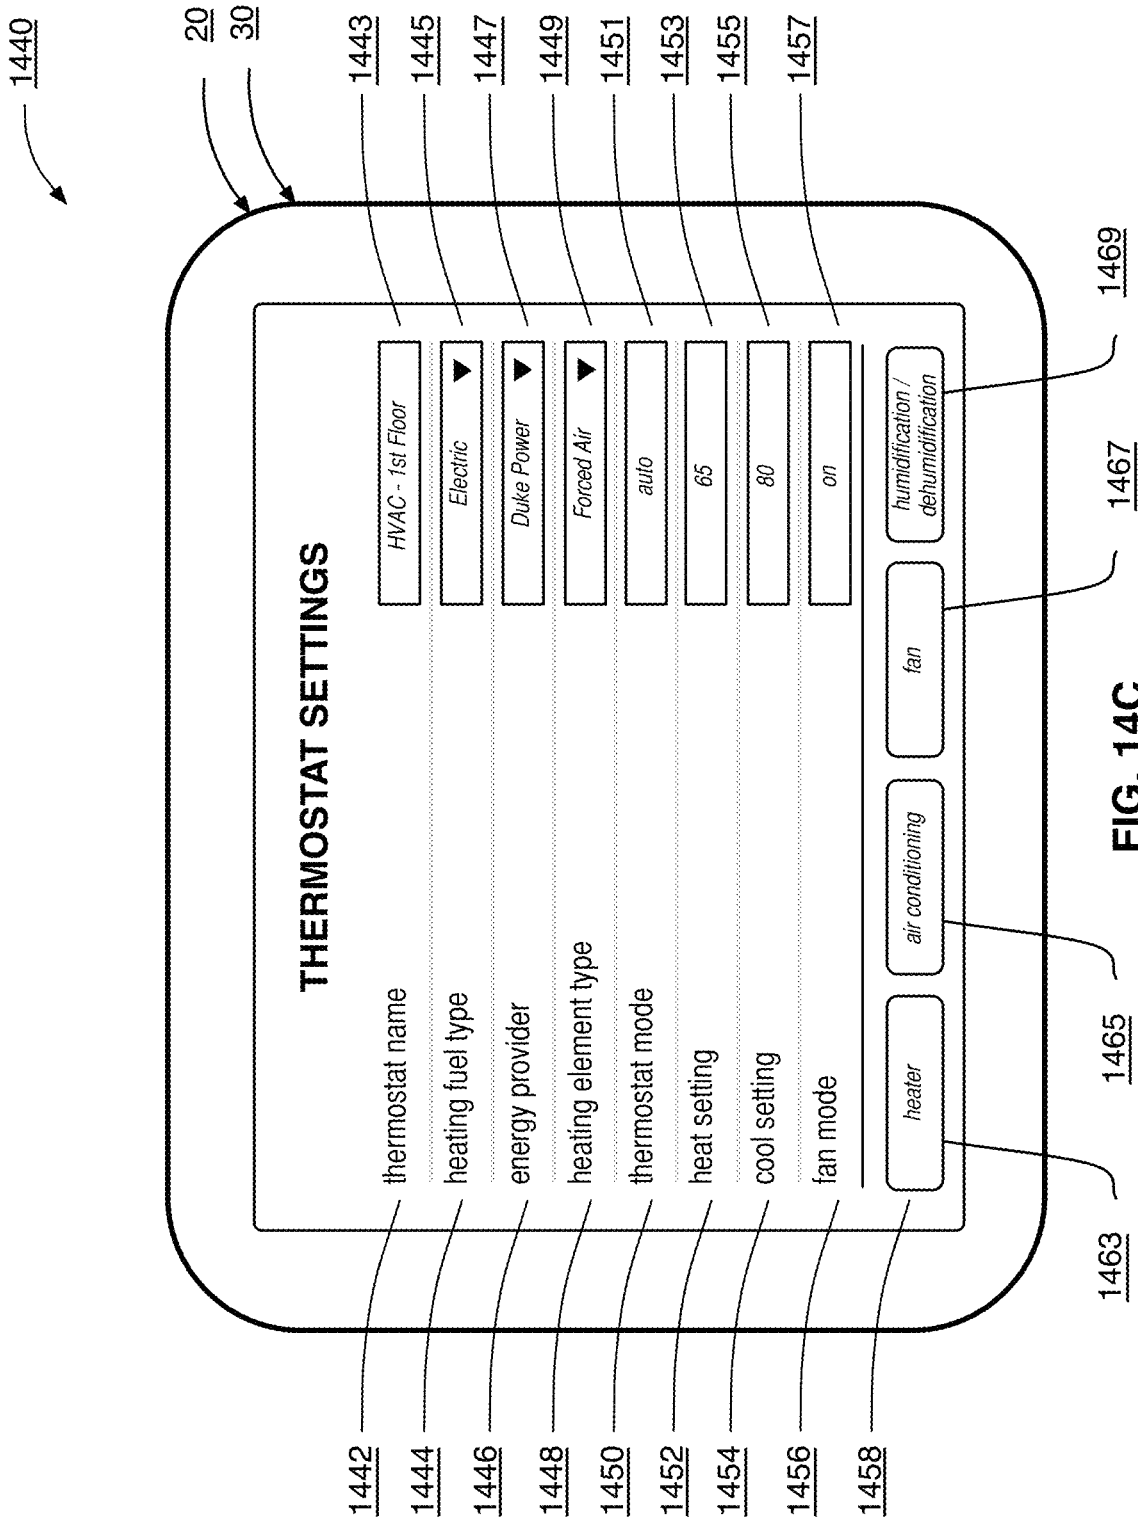 1440
20
30
THERMOSTAT SETTINGS
1442
thermostat name
HVAC - 1st Floor
1443
1444
heating fuel type
Electric
1445
1446
energy provider
Duke Power
1447
1448
heating element type
Forced Air
1449
1450
thermostat mode
auto
1451
1452
heat setting
65
1453
1454
cool setting
80
1455
1456
fan mode
on
1457
1458
heater
air conditioning
fan
humidification /
dehumidification
1463
1465
1467
1469
FIG. 14C